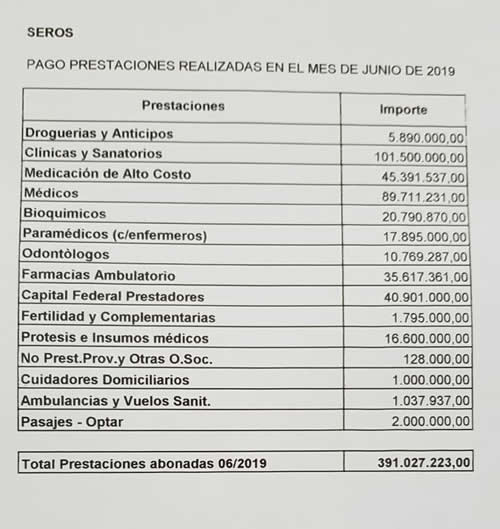 SEROS
PAGO PRESTACIONES REALIZADAS EN EL MES DE JUNIO DE 2019
Prestaciones Importe
Droguerias y Anticipos 5.890.000,00
Clínicas y Sanatorios 101.500.000,00
Medicación de Alto Costo 45.391.537,00
Médicos 89.711.231,00
Bioquimicos 20.790.870,00
Paramédicos (c/enfermeros) 17.895.000,00
Odontòlogos 10.769.287,00
Farmacias Ambulatorio 35.617.361,00
Capital Federal Prestadores 40.901.000,00
Fertilidad y Complementarias 1.795.000,00
Protesis e Insumos médicos 16.600.000,00
No Prest.Prov.y Otras O.Soc. 128.000,00
Cuidadores Domiciliarios 1.000.000,00
Ambulancias y Vuelos Sanit. 1.037.937,00
Pasajes - Optar 2.000.000,00
Total Prestaciones abonadas 06/2019 391.027.223,00